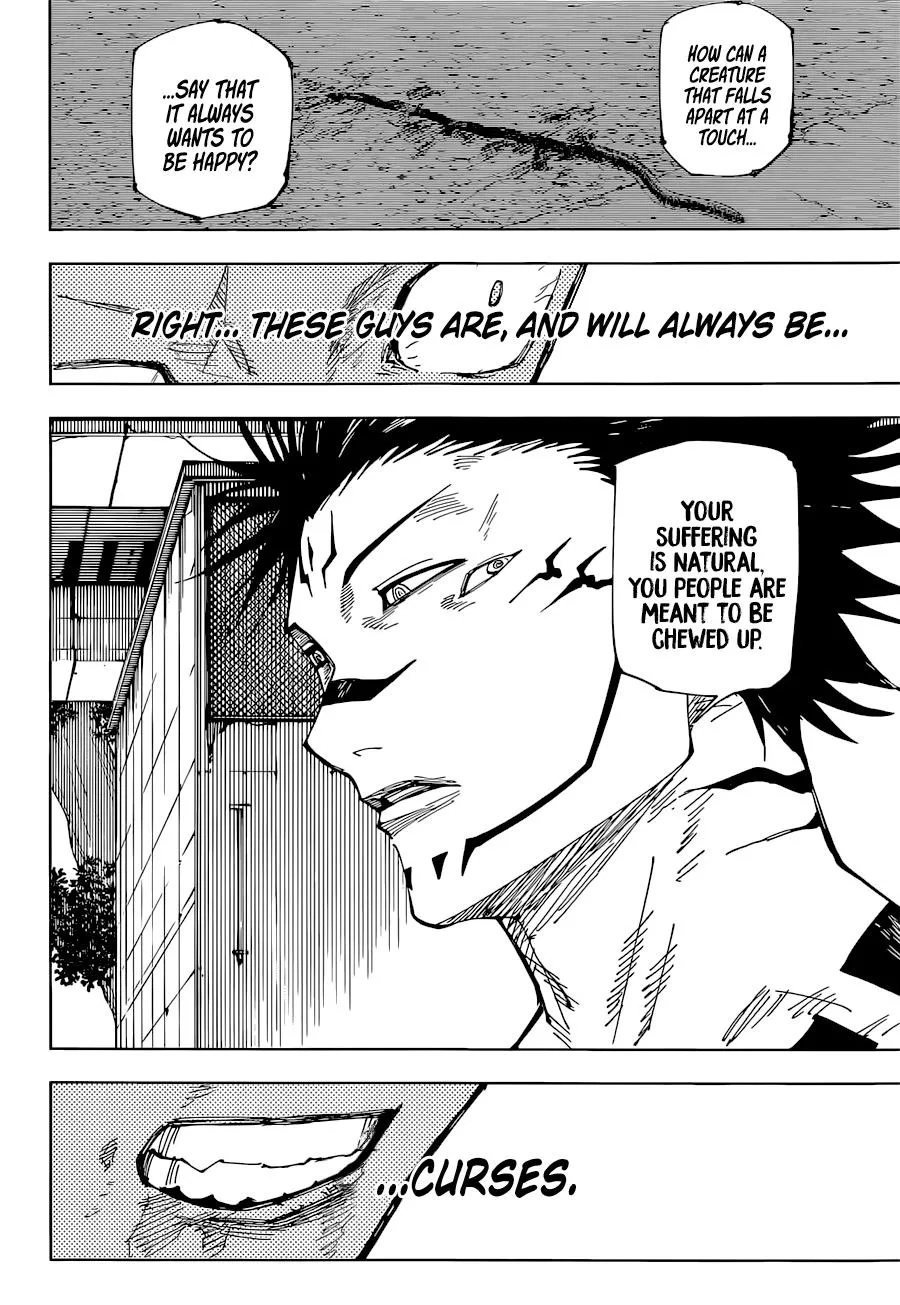 HOW CAN A
CREATURE
THAT FALLS
APART AT A
TOUCH...
...SAY THAT
IT ALWAYS
WANTS TO
BE HAPPY?
RIGHT... THESE GUYS ARE, AND WILL ALWAYS BE...
YOUR
SUFFERING
IS NATURAL,
YOU PEOPLE ARE
MEANT TO BE
CHEWED UP.
...CURSES.